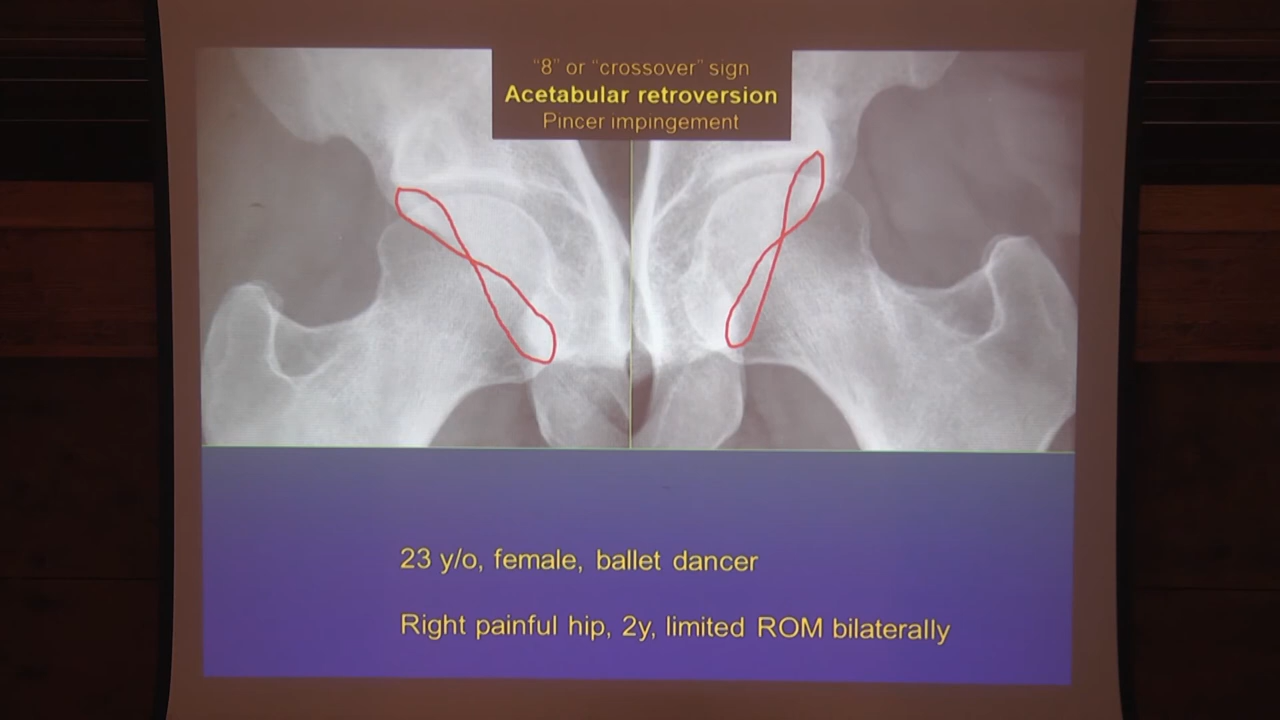 “8” or “crossover” sign
Acetabular retroversion
Pincer impingement
23 y/o, female, ballet dancer
Right painful hip, 2y, limited ROM bilaterally